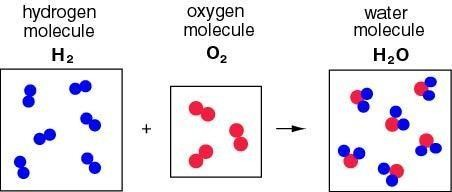 hydrogen
molecule
H₂
oxygen
molecule
O₂
water
molecule
H₂O
+